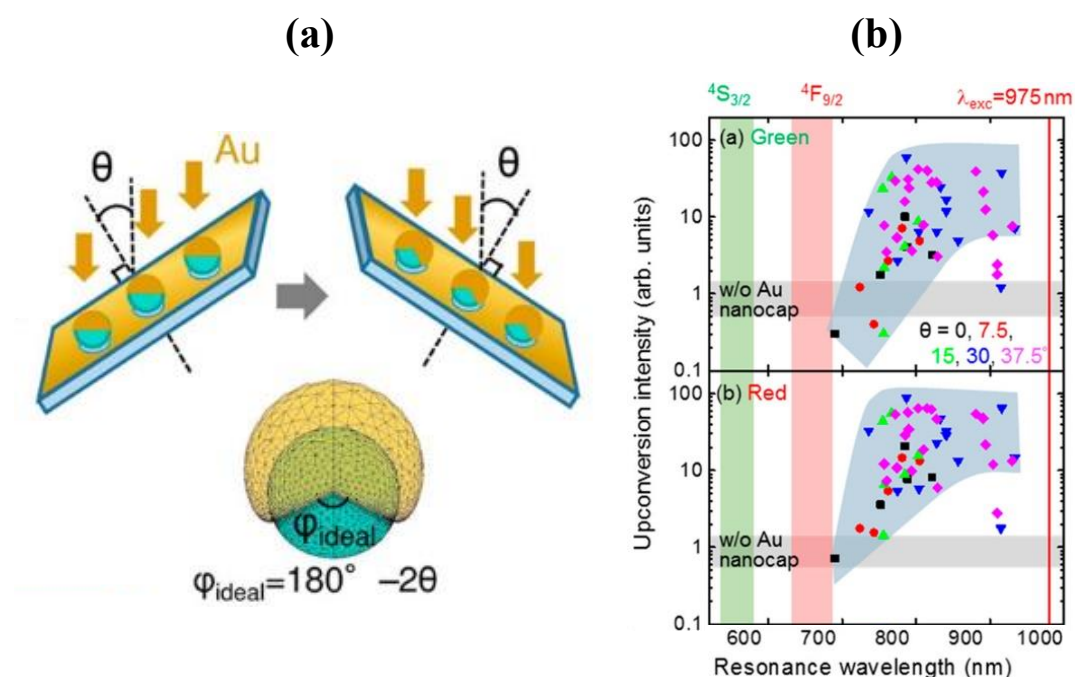 (a)
(b)
θ
Au
θ
φideal
φideal=180° −2θ
⁴S3/2
⁴F9/2
λexc=975 nm
Upconversion intensity (arb. units)
100
(a) Green
10
1
w/o Au
nanocap
θ = 0, 7.5,
15, 30, 37.5°
0.1
100
(b) Red
10
1
w/o Au
nanocap
0.1
600
700
800
900
1000
Resonance wavelength (nm)